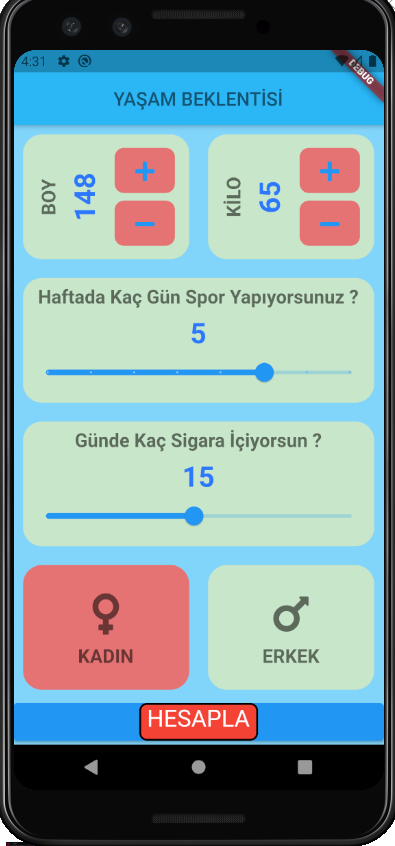 4:31
DEBUG
YAŞAM BEKLENTİSİ
BOY
148
KİLO
65
Haftada Kaç Gün Spor Yapıyorsunuz ?
5
Günde Kaç Sigara İçiyorsun ?
15
KADIN
ERKEK
HESAPLA